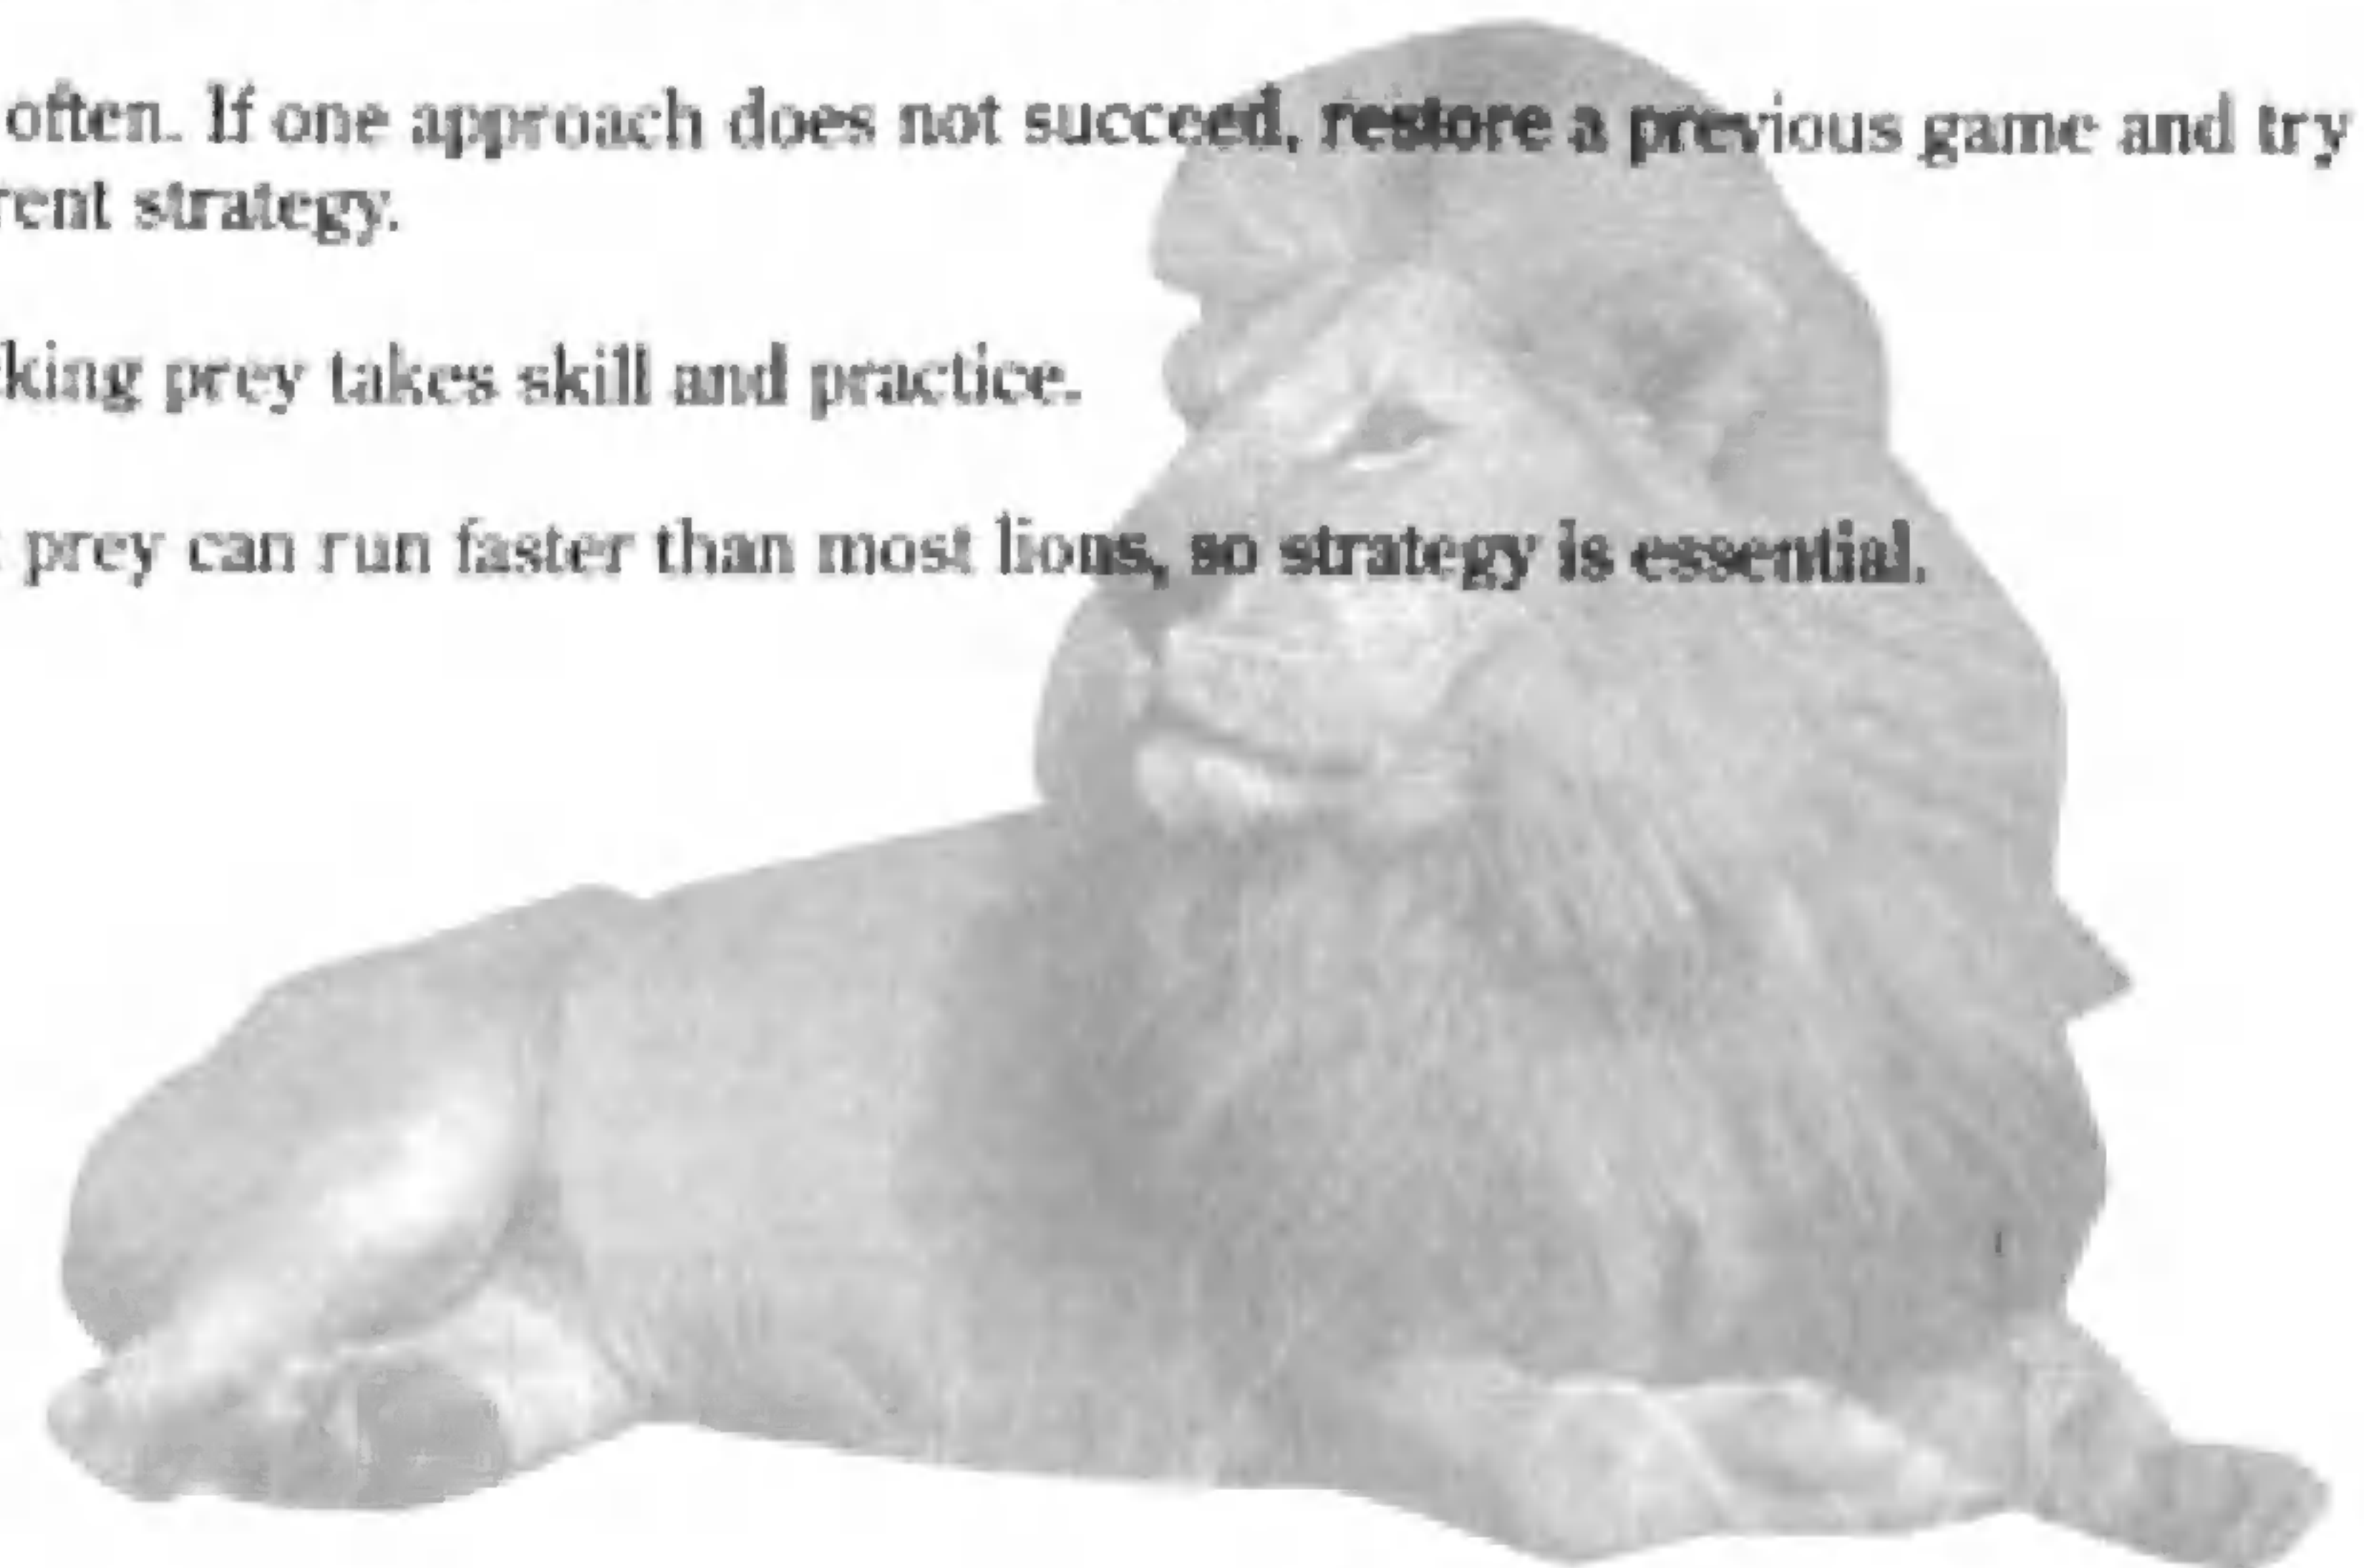 often. If one approach does not succeed, restore a previous game and try
rent strategy.
king prey takes skill and practice.
prey can run faster than most lions, so strategy is essential.